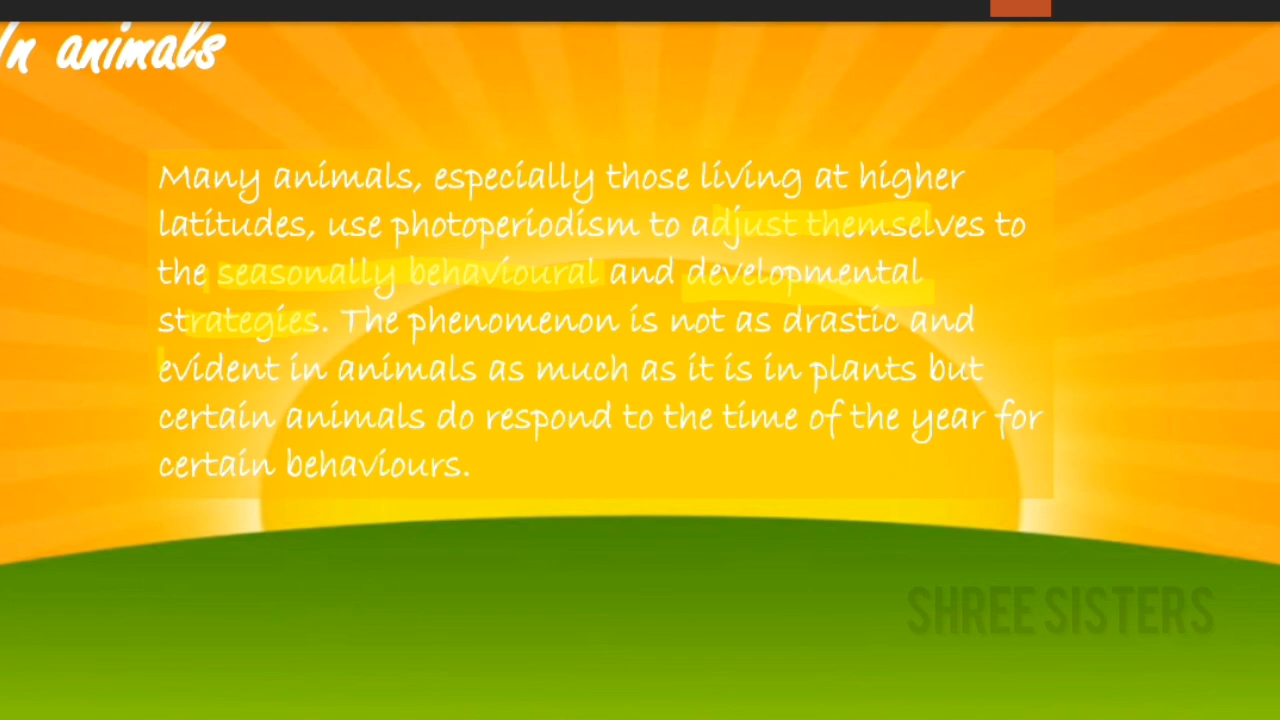 In animals
Many animals, especially those living at higher
latitudes, use photoperiodism to adjust themselves to
the seasonally behavioural and developmental
strategies. The phenomenon is not as drastic and
evident in animals as much as it is in plants but
certain animals do respond to the time of the year for
certain behaviours.
SHREE SISTERS